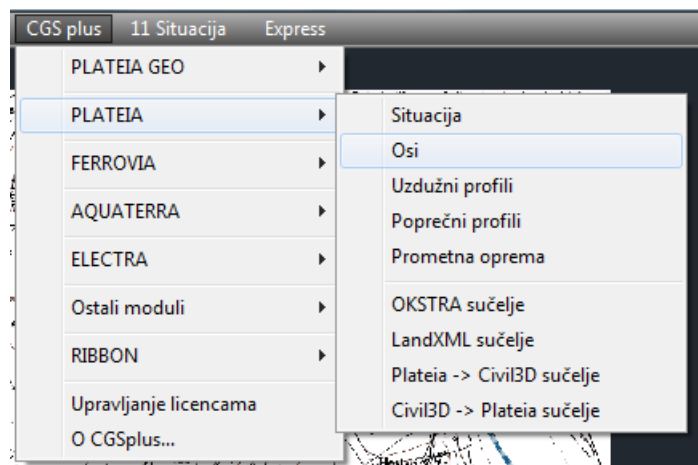 CGS plus 11 Situacija Express
PLATEIA GEO
PLATEIA
FERROVIA
AQUATERRA
ELECTRA
Ostali moduli
RIBBON
Upravljanje licencama
O CGSplus...
Situacija
Osi
Uzdužni profili
Poprečni profili
Prometna oprema
OKSTRA sučelje
LandXML sučelje
Plateia -> Civil3D sučelje
Civil3D -> Plateia sučelje